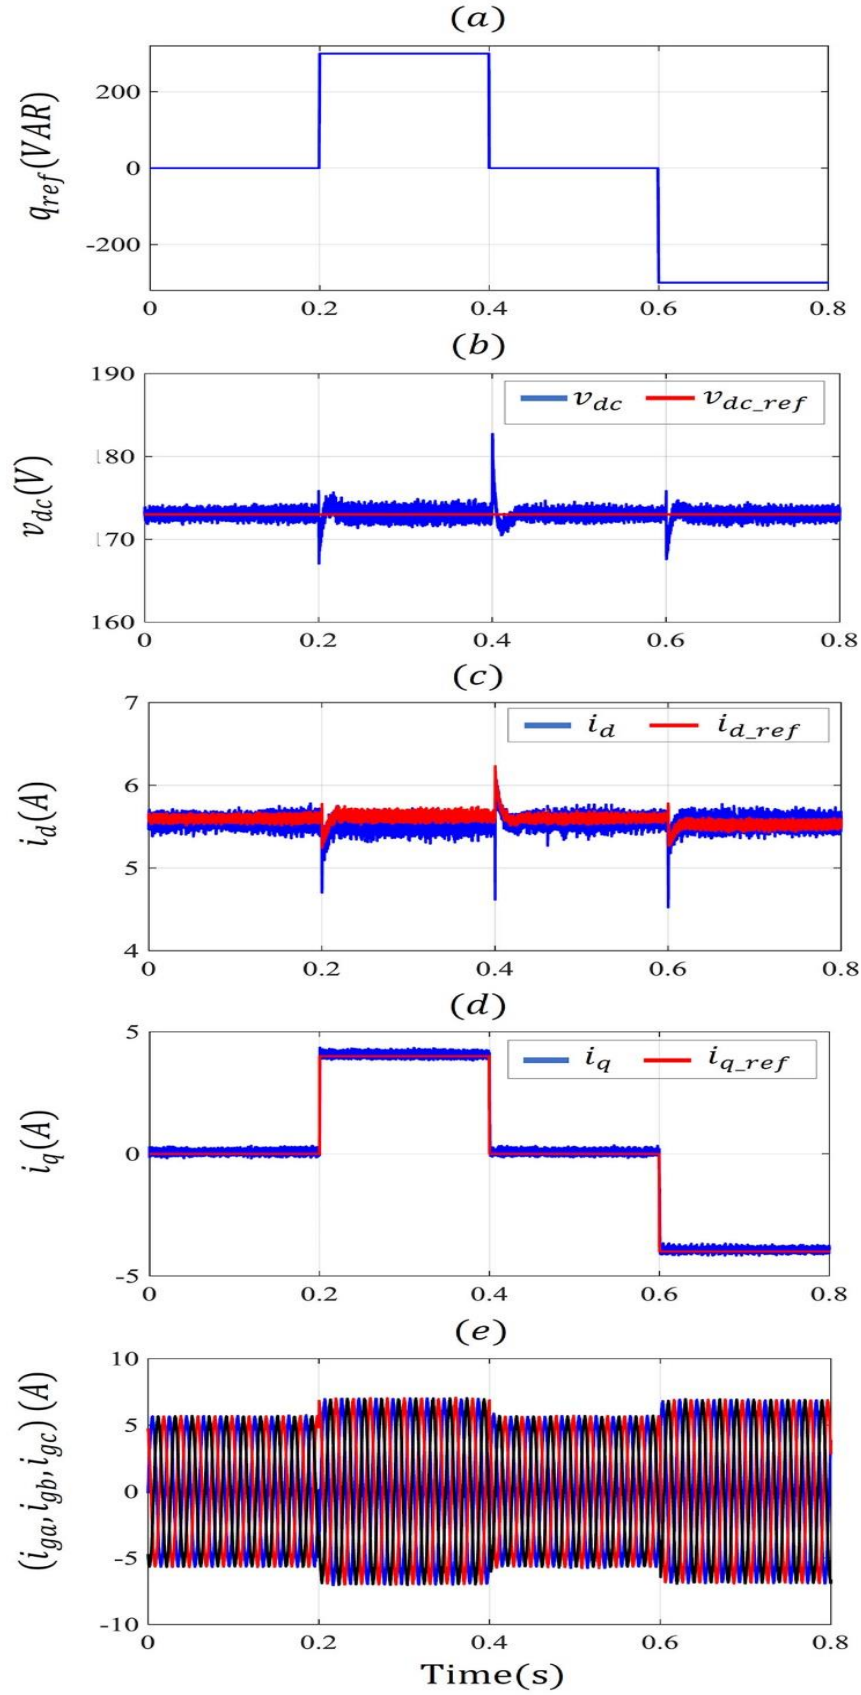 (a)
q_ref(VAR)
200
0
-200
0 0.2 0.4 0.6 0.8
(b)
v_dc(V)
190
180
170
160
v_dc v_dc_ref
0 0.2 0.4 0.6 0.8
(c)
i_d(A)
7
6
5
4
i_d i_d_ref
0 0.2 0.4 0.6 0.8
(d)
i_q(A)
5
0
-5
i_q i_q_ref
0 0.2 0.4 0.6 0.8
(e)
(i_ga, i_gb, i_gc) (A)
10
5
0
-5
-10
0 0.2 0.4 0.6 0.8
Time(s)